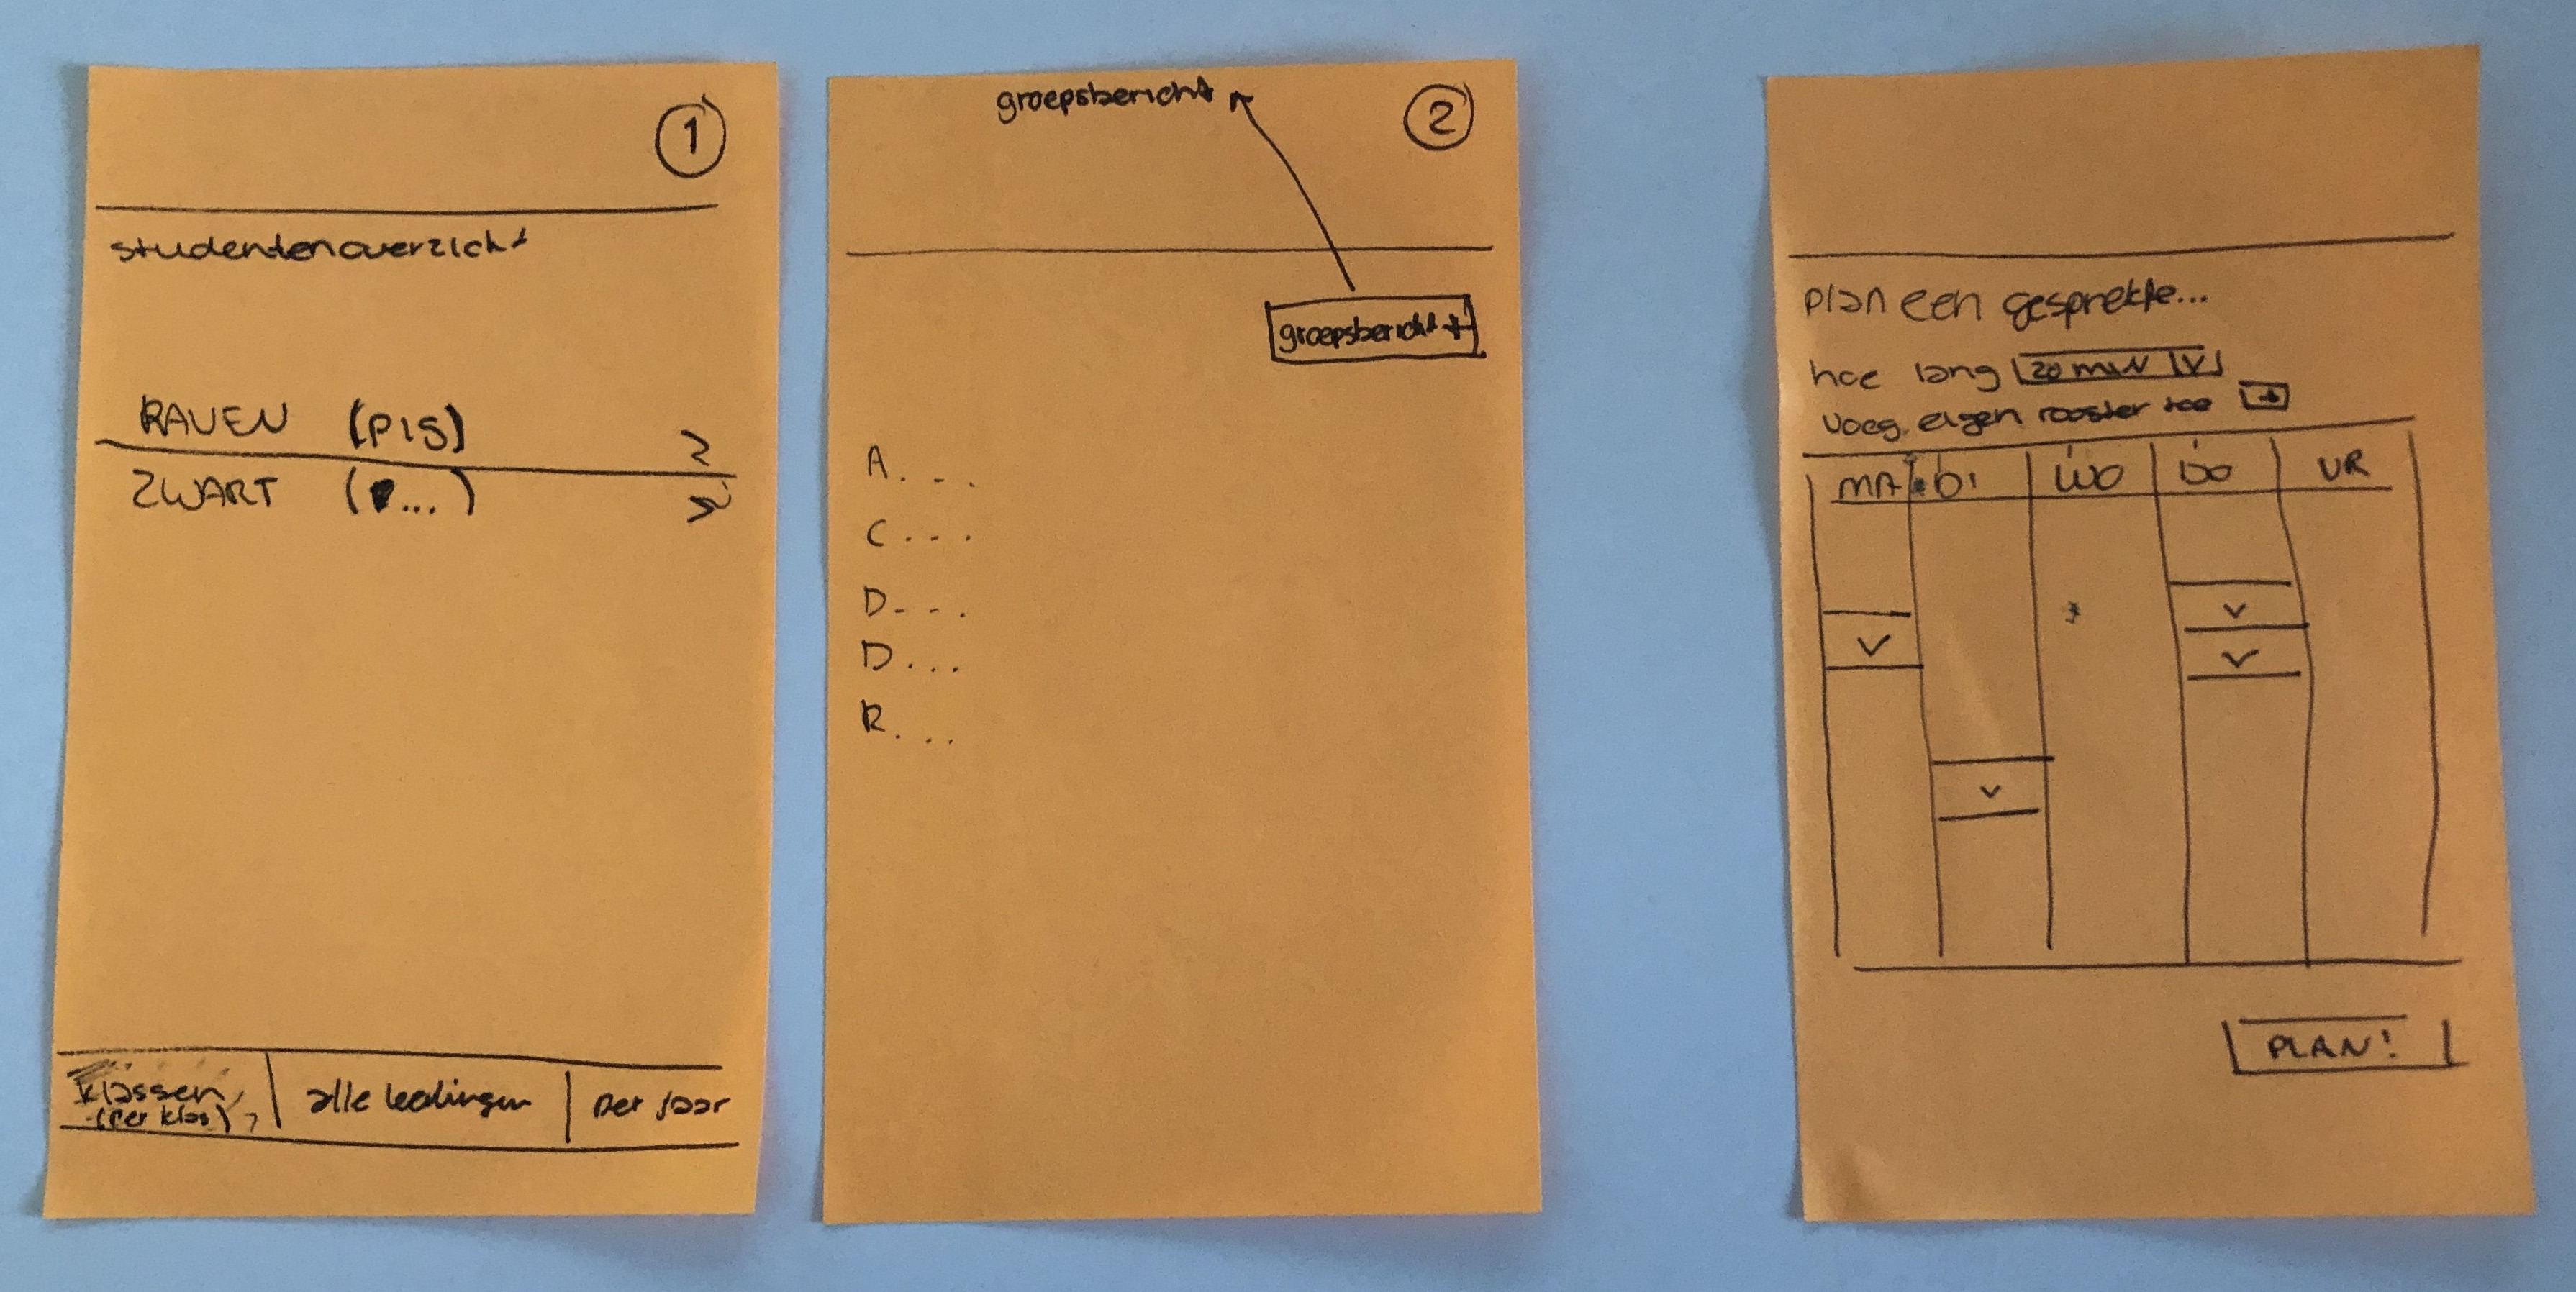 1
studentenoverzicht
RAVEN (PIS) >
ZWART (P...) >
klassen alle leerlingen per jaar
(per klas)
groepsbericht
2
groepsbericht +
A...
C...
D...
D...
R...
plan een gesprekje...
hoe lang 20 min V
voeg eigen rooster toe →
MA DI WO DO VR
V
V
V
V
PLAN!